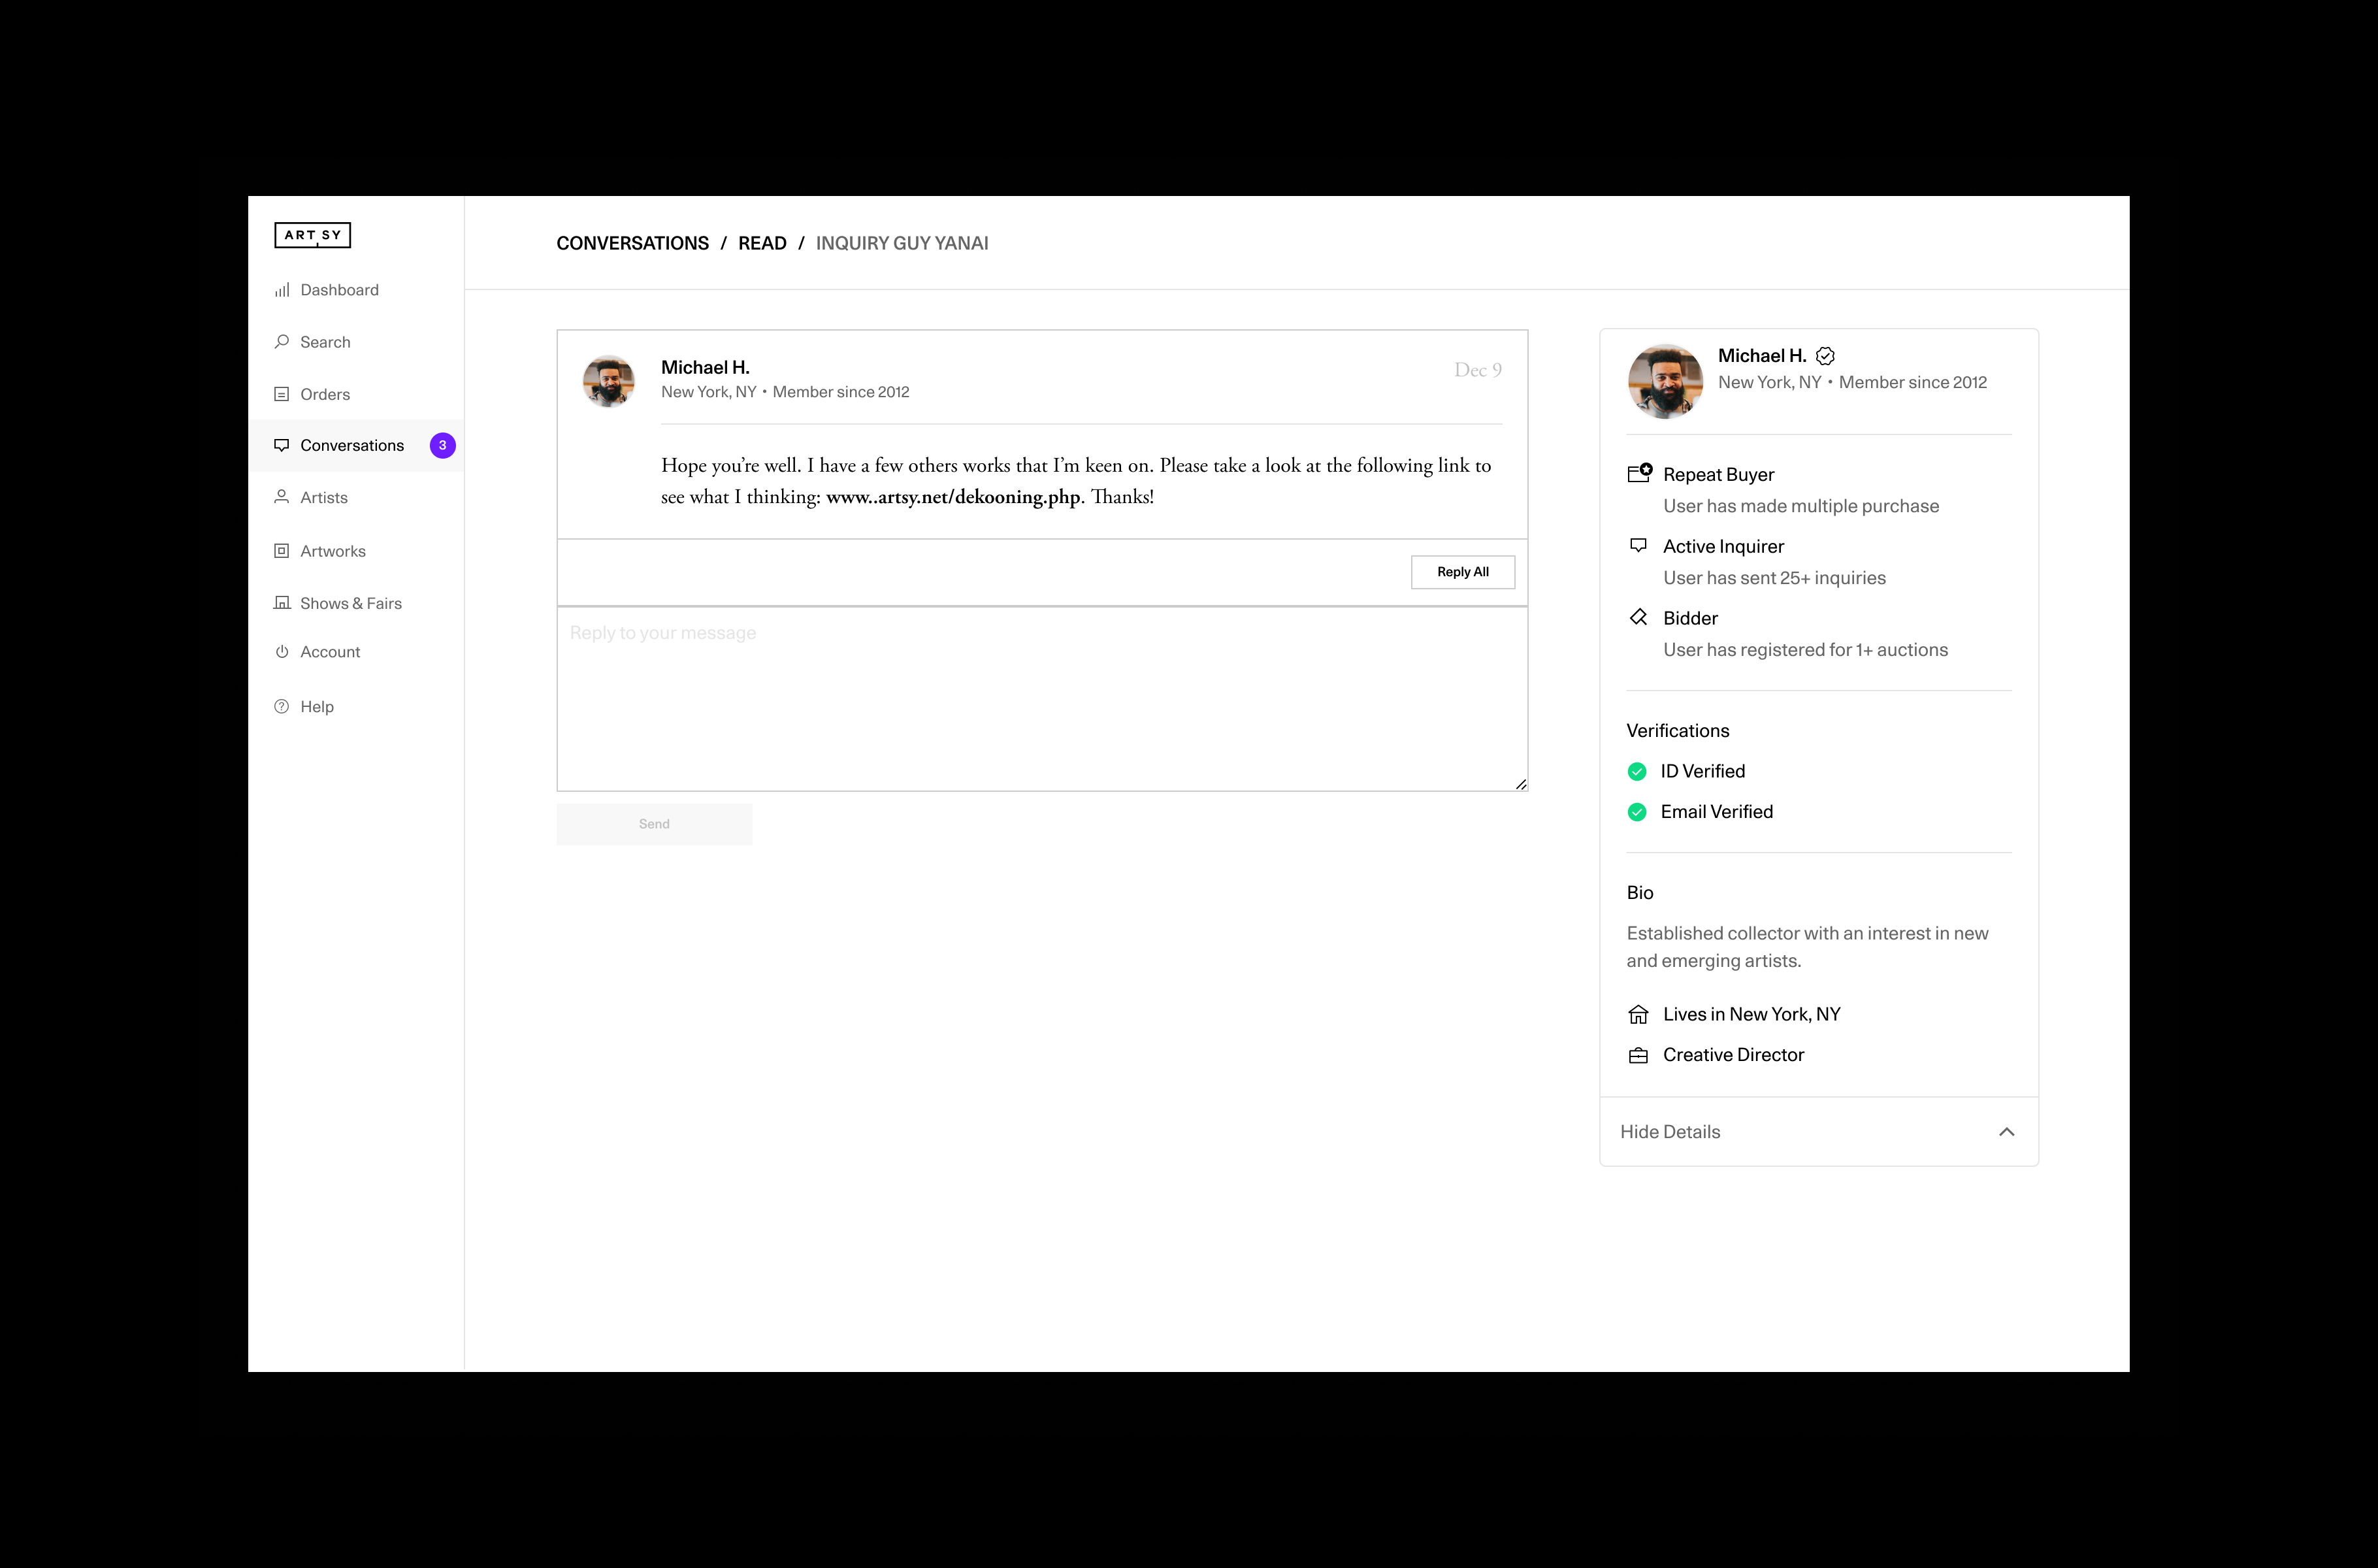 ARTSY
Dashboard
Search
Orders
Conversations 3
Artists
Artworks
Shows & Fairs
Account
Help
CONVERSATIONS / READ / INQUIRY GUY YANAI
Michael H.
Dec 9
New York, NY • Member since 2012
Hope you're well. I have a few others works that I'm keen on. Please take a look at the following link to
see what I thinking: www..artsy.net/dekooning.php. Thanks!
Reply All
Reply to your message
Send
Michael H.
New York, NY • Member since 2012
Repeat Buyer
User has made multiple purchase
Active Inquirer
User has sent 25+ inquiries
Bidder
User has registered for 1+ auctions
Verifications
ID Verified
Email Verified
Bio
Established collector with an interest in new
and emerging artists.
Lives in New York, NY
Creative Director
Hide Details